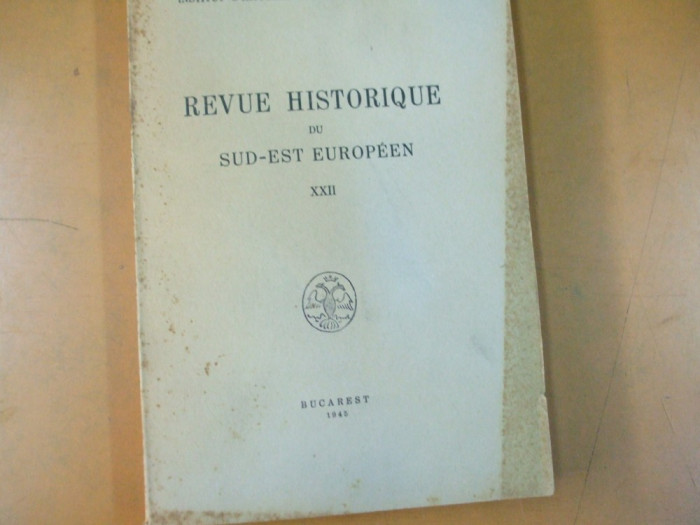 REVUE HISTORIQUE
DU
SUD-EST EUROPÉEN
XXII
BUCAREST
1945